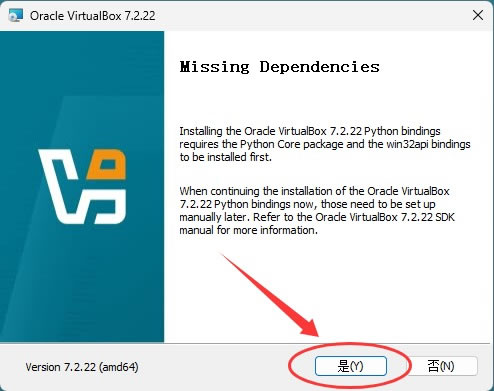 Oracle VirtualBox 7.2.22
Missing Dependencies
Installing the Oracle VirtualBox 7.2.22 Python bindings
requires the Python Core package and the win32api bindings
to be installed first.
When continuing the installation of the Oracle VirtualBox
7.2.22 Python bindings now, those need to be set up
manually later. Refer to the Oracle VirtualBox 7.2.22 SDK
manual for more information.
Version 7.2.22 (amd64)
是(Y)
否(N)